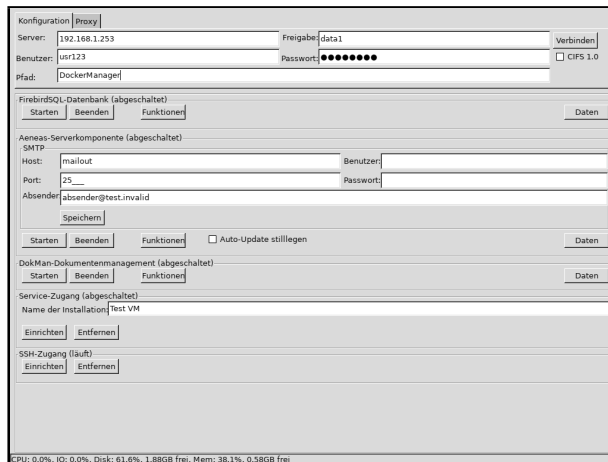 Konfiguration Proxy
Server: 192.168.1.253 Freigabe: data1 Verbinden
Benutzer: usr123 Passwort: ●●●●●●●● CIFS 1.0
Pfad: DockerManager
FirebirdSQL-Datenbank (abgeschaltet)
Starten Beenden Funktionen Daten
Aeneas-Serverkomponente (abgeschaltet)
SMTP
Host: mailout Benutzer:
Port: 25___ Passwort:
Absender absender@test.invalid
Speichern
Starten Beenden Funktionen Auto-Update stilllegen Daten
DokMan-Dokumentenmanagement (abgeschaltet)
Starten Beenden Funktionen Daten
Service-Zugang (abgeschaltet)
Name der Installation: Test VM
Einrichten Entfernen
SSH-Zugang (läuft)
Einrichten Entfernen
CPU: 0.0%, IO: 0.0%, Disk: 61.6%, 1.88GB frei, Mem: 38.1%, 0.58GB frei